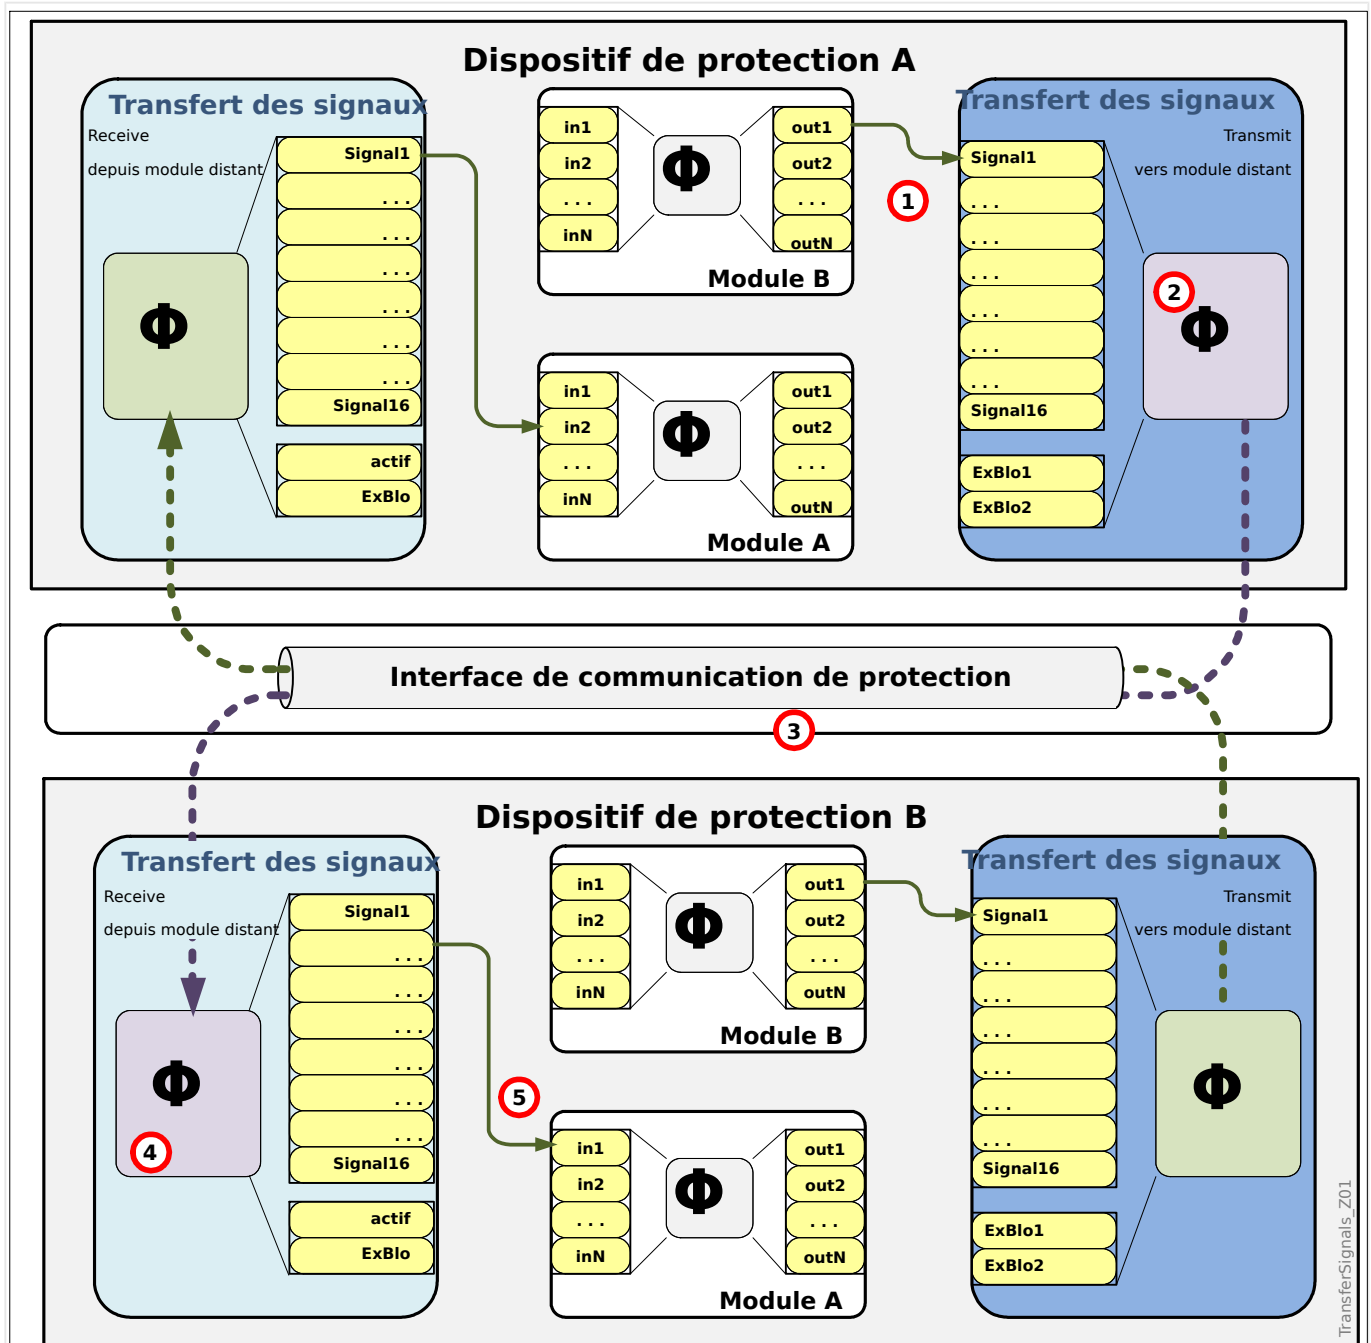 Dispositif de protection A
Transfert des signaux
Receive
depuis module distant
Signal1
. . .
. . .
. . .
. . .
. . .
. . .
Signal16
actif
ExBlo
Φ
in1
in2
. . .
inN
Φ
out1
out2
. . .
outN
Module B
in1
in2
. . .
inN
Φ
out1
out2
. . .
outN
Module A
1
Transfert des signaux
Transmit
vers module distant
Signal1
. . .
. . .
. . .
. . .
. . .
. . .
Signal16
ExBlo1
ExBlo2
2
Φ
Interface de communication de protection
3
Dispositif de protection B
Transfert des signaux
Receive
depuis module distant
Signal1
. . .
. . .
. . .
. . .
. . .
. . .
Signal16
actif
ExBlo
Φ
4
in1
in2
. . .
inN
Φ
out1
out2
. . .
outN
Module B
5
in1
in2
. . .
inN
Φ
out1
out2
. . .
outN
Module A
Transfert des signaux
Transmit
vers module distant
Signal1
. . .
. . .
. . .
. . .
. . .
. . .
Signal16
ExBlo1
ExBlo2
Φ
TransferSignals_Z01